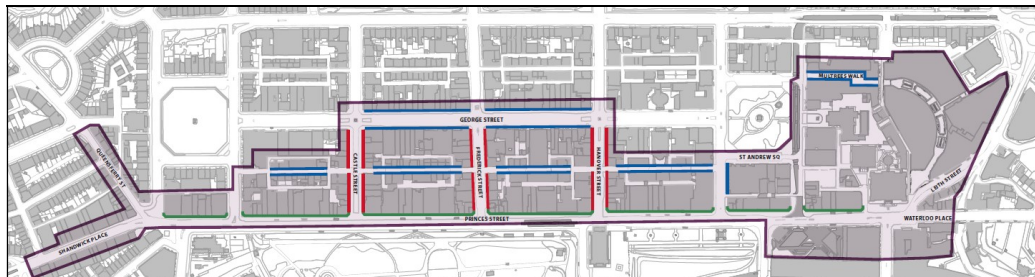 MULTREES WALK
GEORGE STREET
QUEENSFERRY ST
CASTLE STREET
FREDERICK STREET
HANOVER STREET
ST ANDREW SQ
LEITH STREET
PRINCES STREET
WATERLOO PLACE
SHANDWICK PLACE